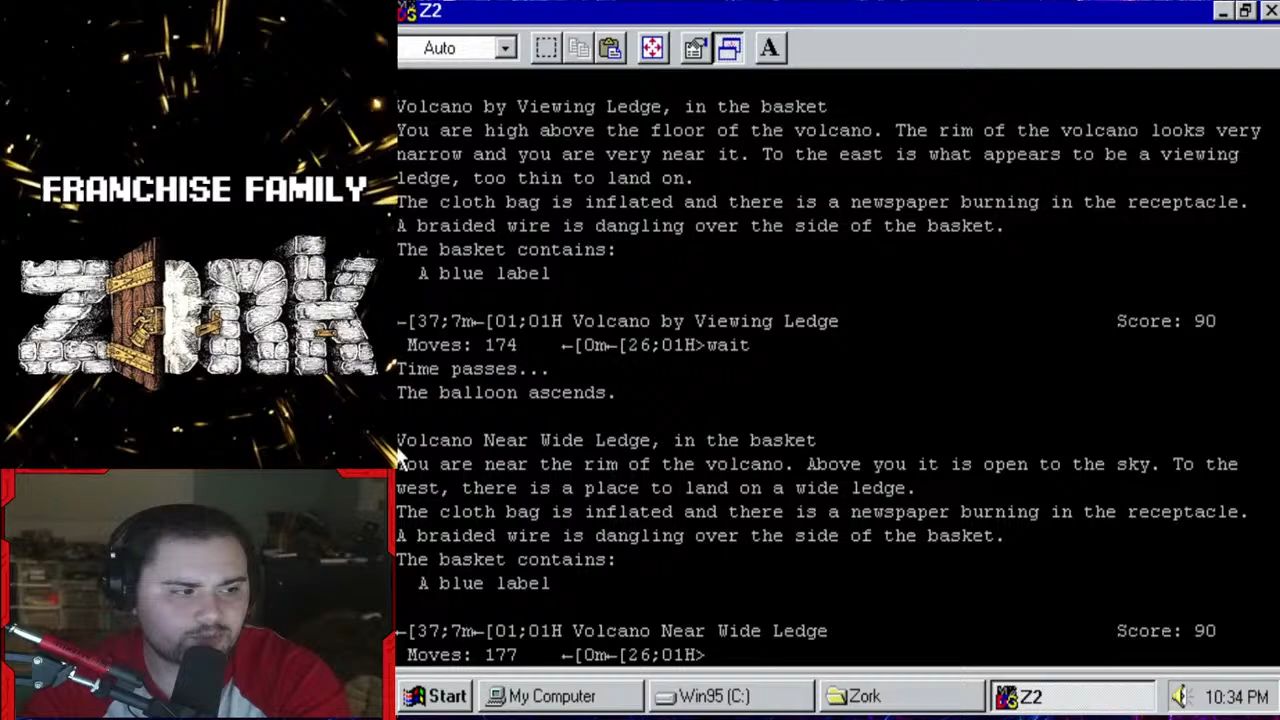 Z2
Auto
A
FRANCHISE FAMILY
ZORK
Volcano by Viewing Ledge, in the basket
You are high above the floor of the volcano. The rim of the volcano looks very
narrow and you are very near it. To the east is what appears to be a viewing
ledge, too thin to land on.
The cloth bag is inflated and there is a newspaper burning in the receptacle.
A braided wire is dangling over the side of the basket.
The basket contains:
A blue label
←[37;7m←[01;01H Volcano by Viewing Ledge Score: 90
Moves: 174 ←[0m←[26;01H>wait
Time passes...
The balloon ascends.
Volcano Near Wide Ledge, in the basket
You are near the rim of the volcano. Above you it is open to the sky. To the
west, there is a place to land on a wide ledge.
The cloth bag is inflated and there is a newspaper burning in the receptacle.
A braided wire is dangling over the side of the basket.
The basket contains:
A blue label
←[37;7m←[01;01H Volcano Near Wide Ledge Score: 90
Moves: 177 ←[0m←[26;01H>
Start My Computer Win95 (C:) Zork Z2 10:34 PM